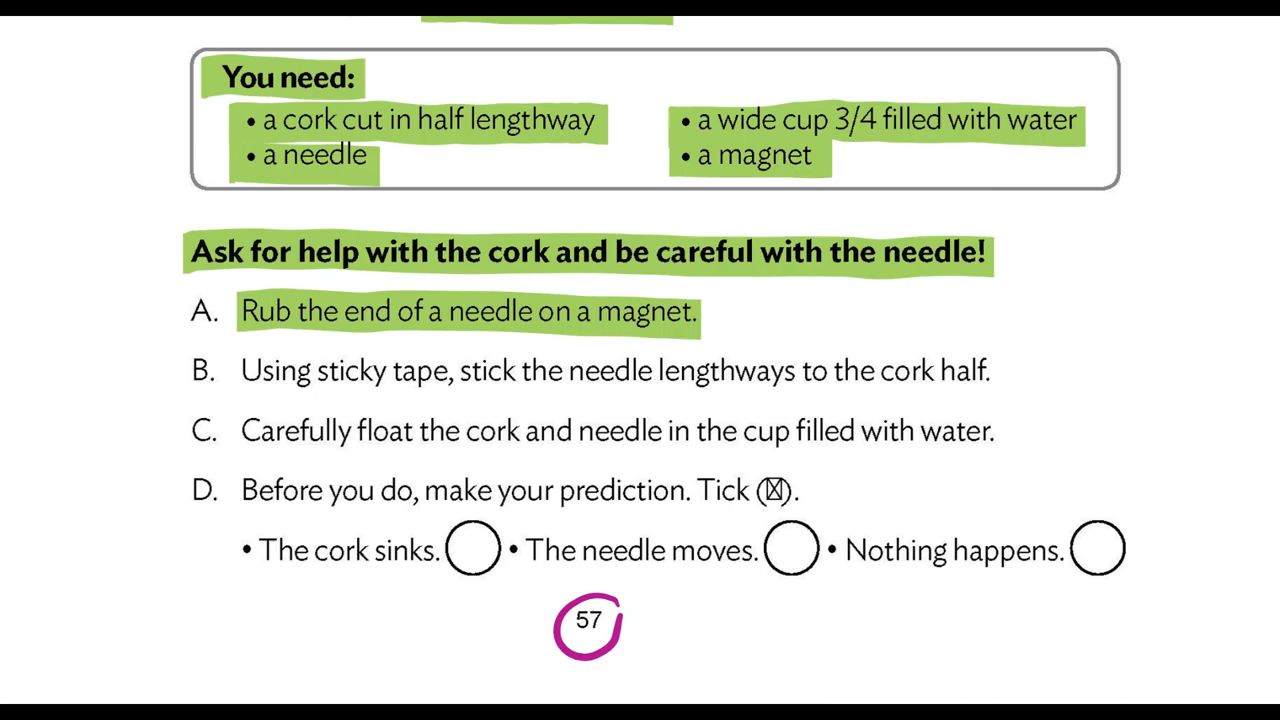 You need:
• a cork cut in half lengthway
• a wide cup 3/4 filled with water
• a needle
• a magnet
Ask for help with the cork and be careful with the needle!
A. Rub the end of a needle on a magnet.
B. Using sticky tape, stick the needle lengthways to the cork half.
C. Carefully float the cork and needle in the cup filled with water.
D. Before you do, make your prediction. Tick (☒).
• The cork sinks. • The needle moves. • Nothing happens.
57